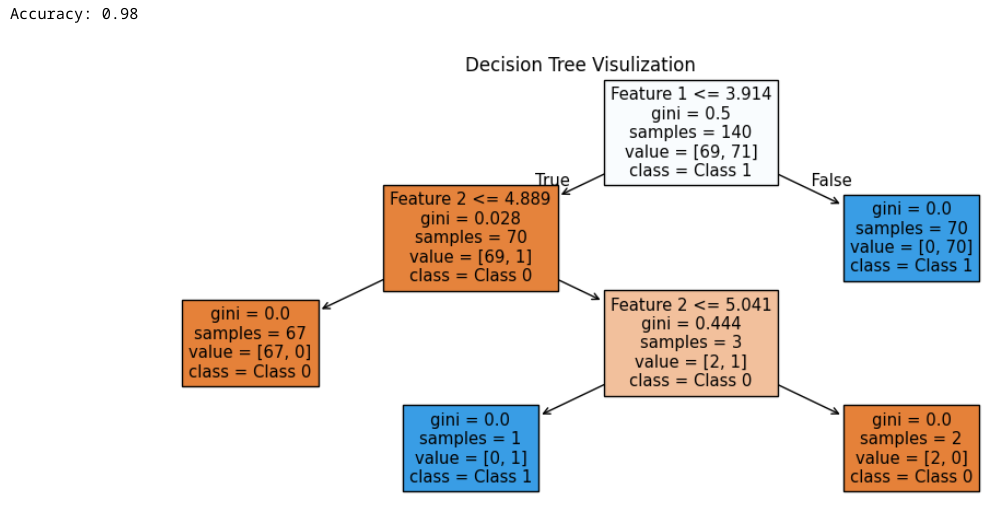 Accuracy: 0.98
Decision Tree Visulization
Feature 1 <= 3.914
gini = 0.5
samples = 140
value = [69, 71]
class = Class 1
True
False
Feature 2 <= 4.889
gini = 0.028
samples = 70
value = [69, 1]
class = Class 0
gini = 0.0
samples = 70
value = [0, 70]
class = Class 1
gini = 0.0
samples = 67
value = [67, 0]
class = Class 0
Feature 2 <= 5.041
gini = 0.444
samples = 3
value = [2, 1]
class = Class 0
gini = 0.0
samples = 1
value = [0, 1]
class = Class 1
gini = 0.0
samples = 2
value = [2, 0]
class = Class 0